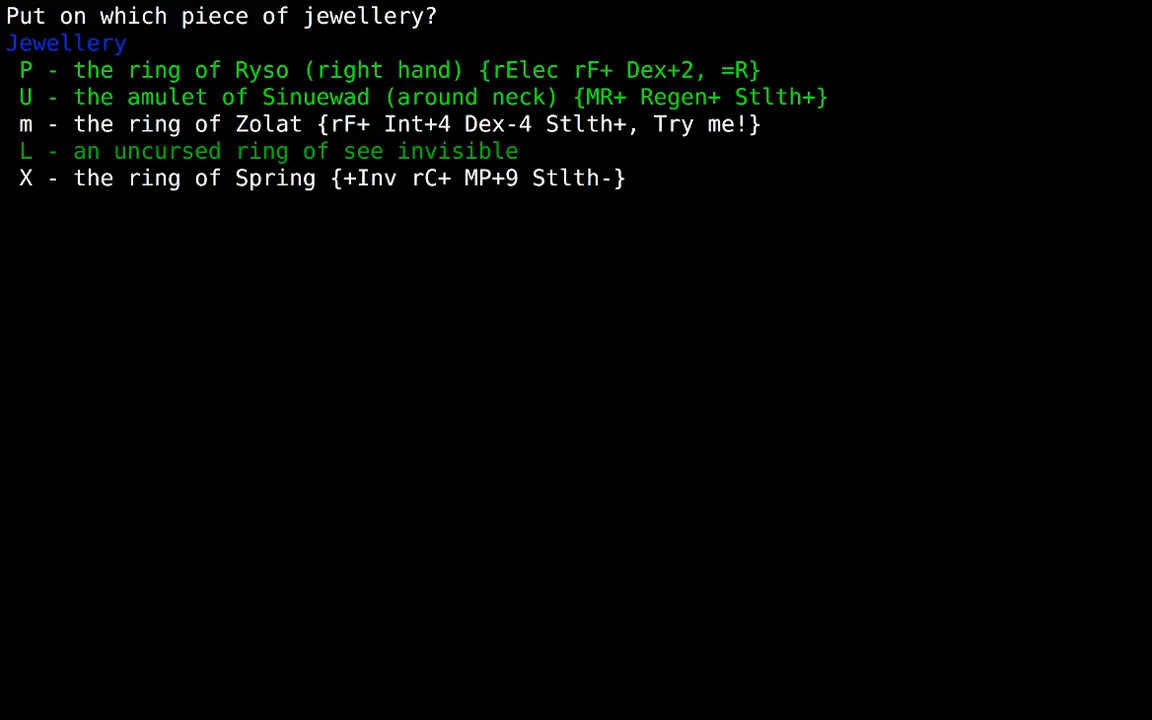 Put on which piece of jewellery?
Jewellery
P - the ring of Ryso (right hand) {rElec rF+ Dex+2, =R}
U - the amulet of Sinuewad (around neck) {MR+ Regen+ Stlth+}
m - the ring of Zolat {rF+ Int+4 Dex-4 Stlth+, Try me!}
L - an uncursed ring of see invisible
X - the ring of Spring {+Inv rC+ MP+9 Stlth-}